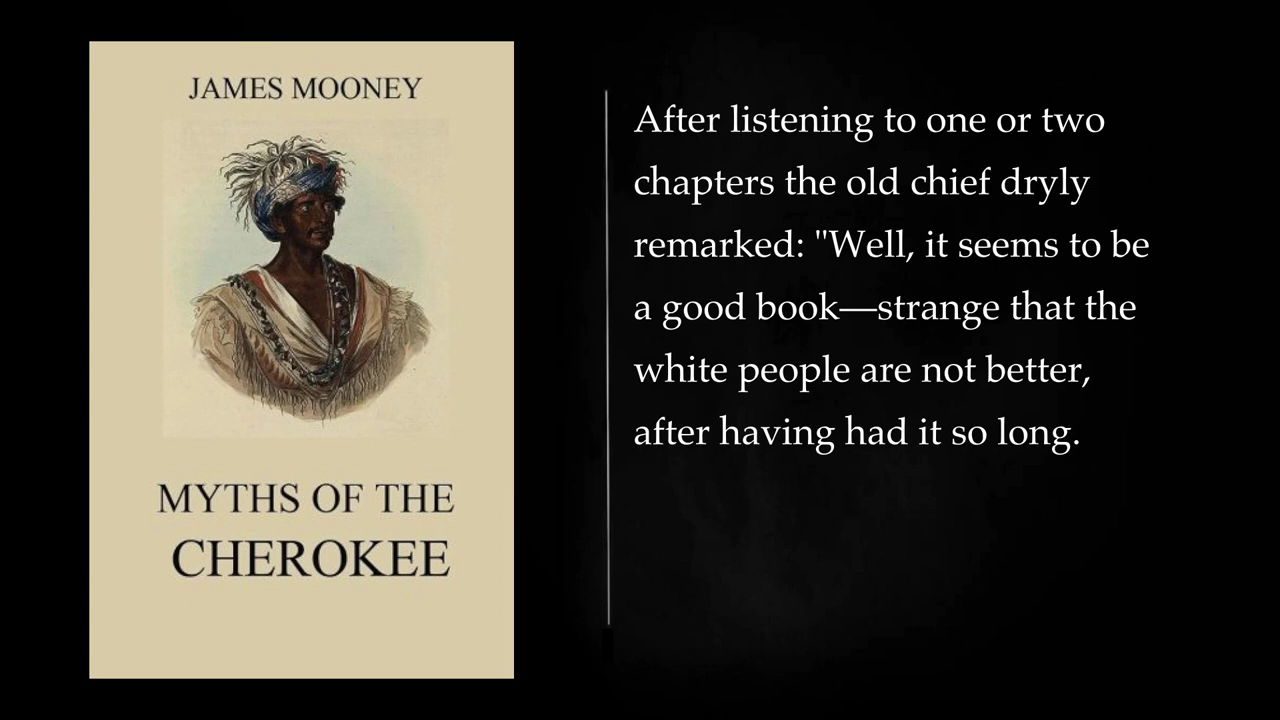 JAMES MOONEY
MYTHS OF THE
CHEROKEE
After listening to one or two
chapters the old chief dryly
remarked: "Well, it seems to be
a good book—strange that the
white people are not better,
after having had it so long.